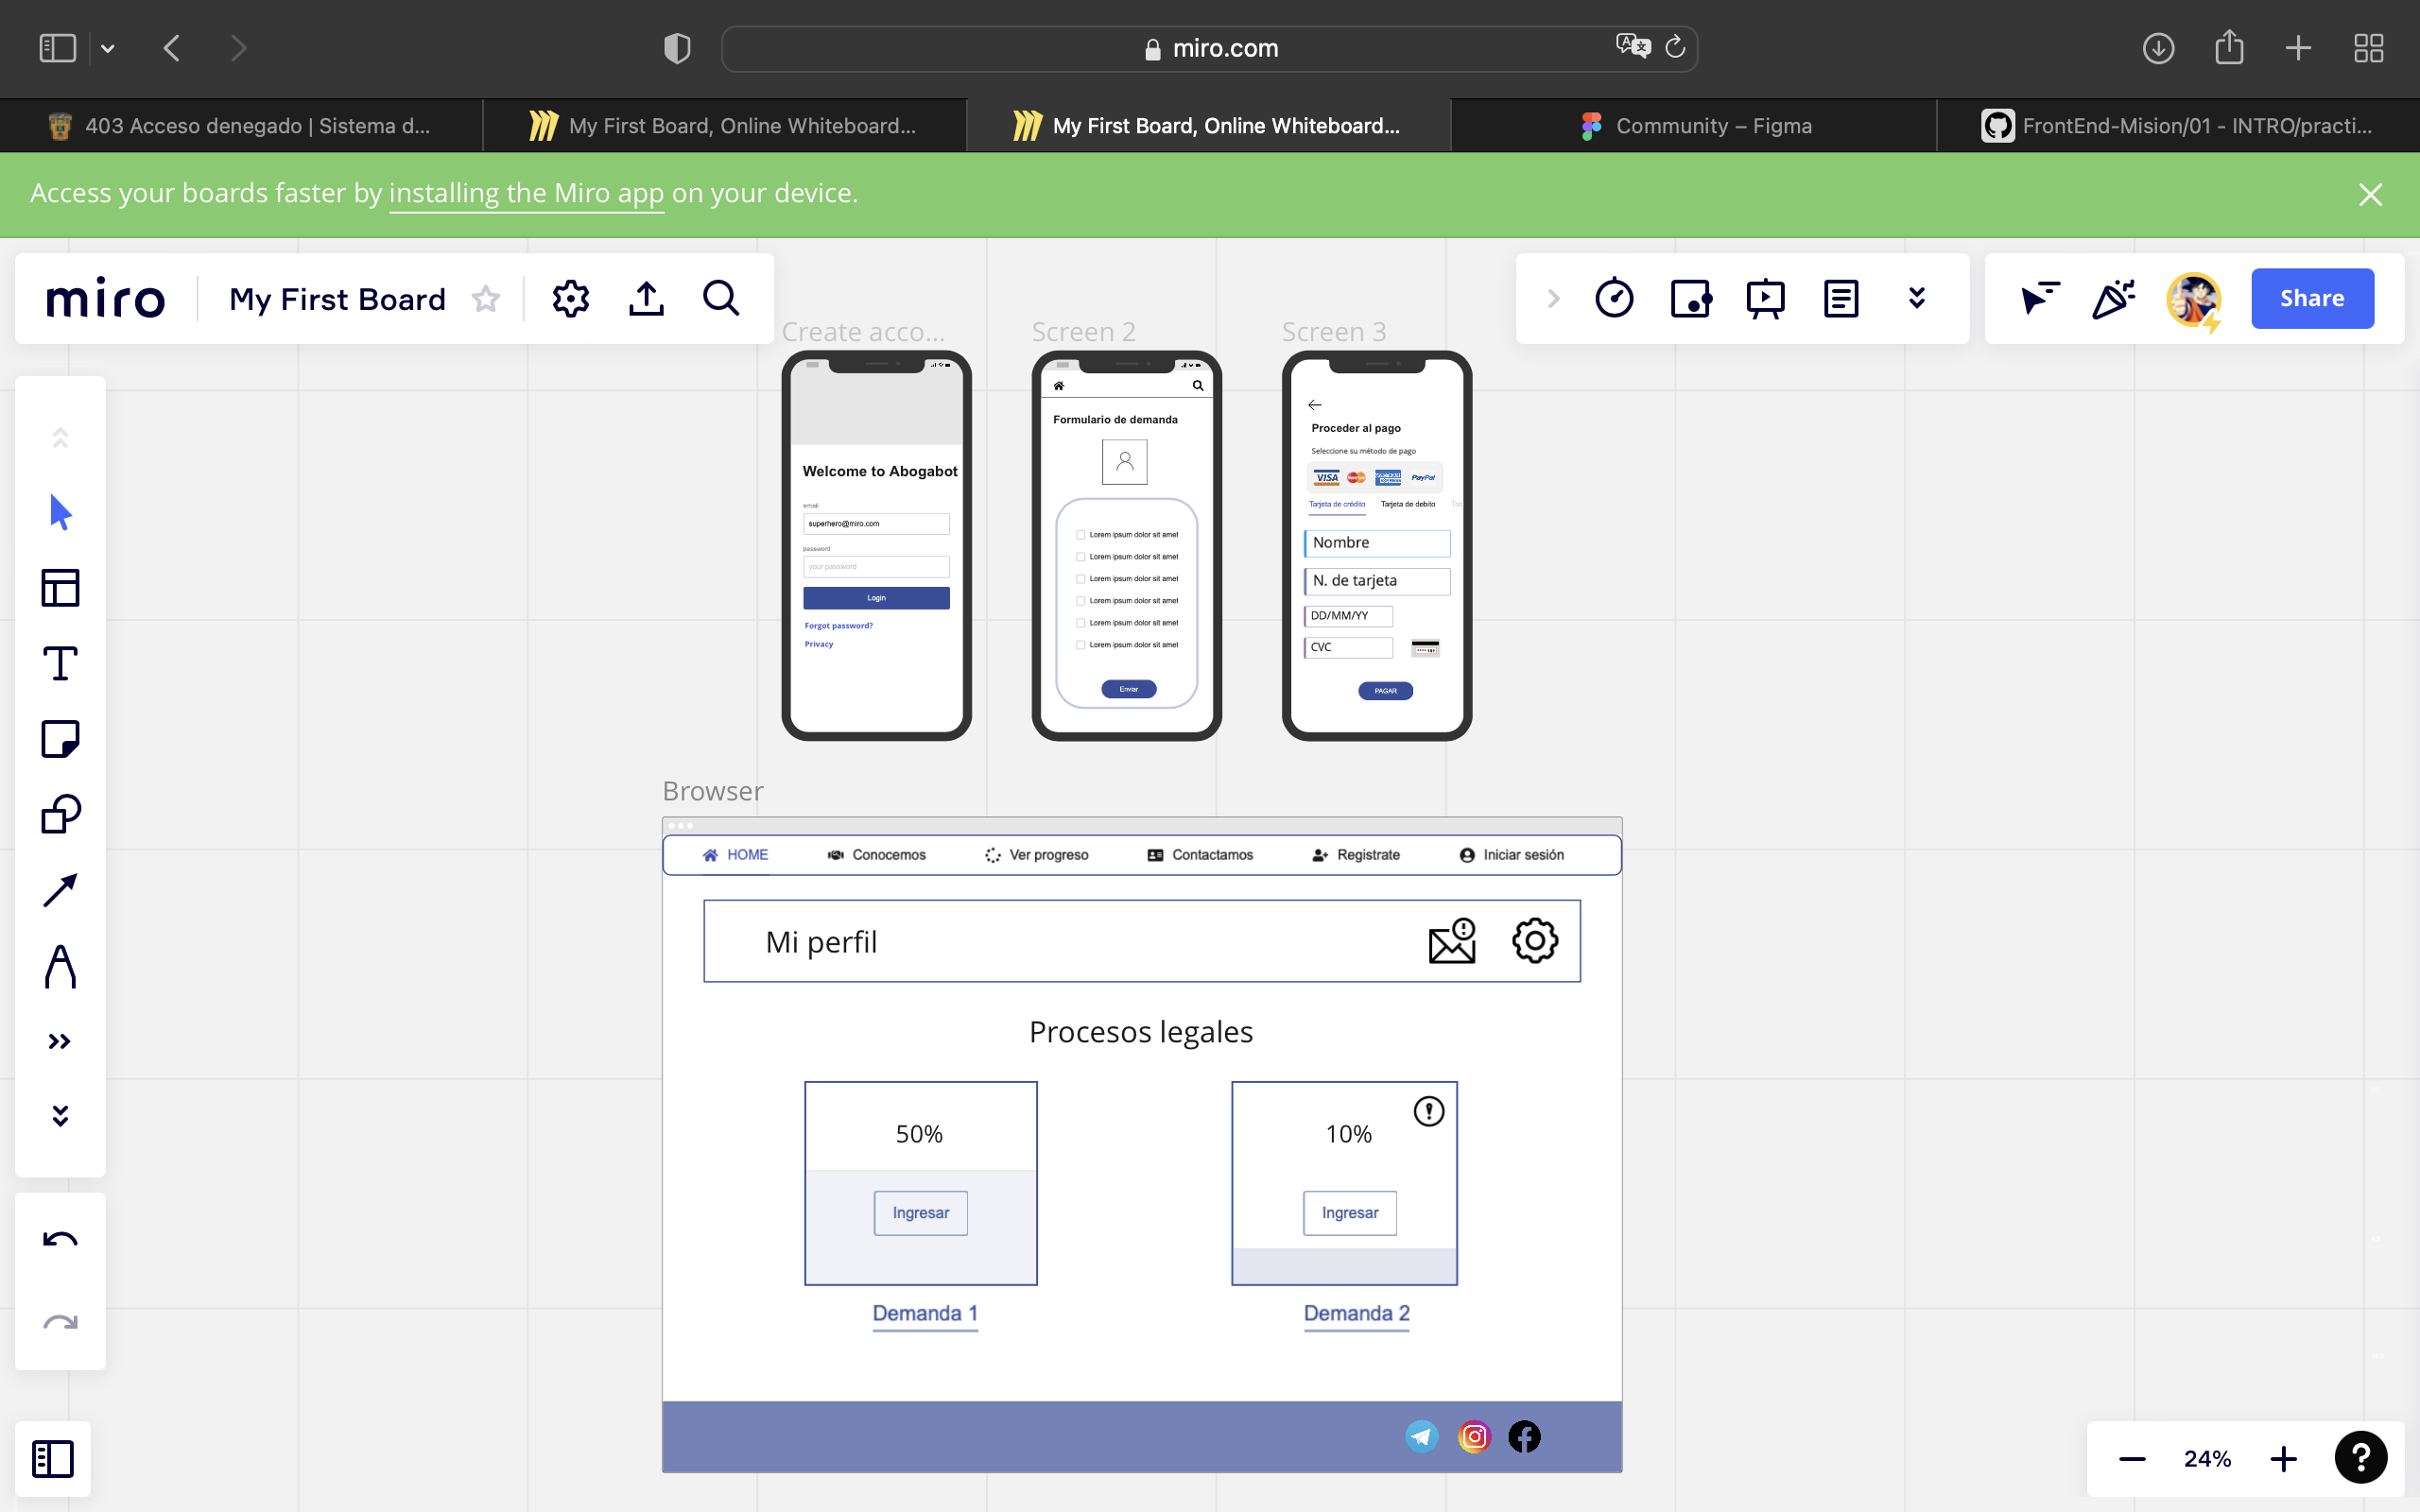 miro.com
403 Acceso denegado | Sistema d...
My First Board, Online Whiteboard...
My First Board, Online Whiteboard...
Community – Figma
FrontEnd-Mision/01 - INTRO/practi...
Access your boards faster by installing the Miro app on your device.
miro
My First Board
Share
Create acco...
Screen 2
Screen 3
Welcome to Abogabot
email
superhero@miro.com
password
your password
Login
Forgot password?
Privacy
Formulario de demanda
Lorem ipsum dolor sit amet
Lorem ipsum dolor sit amet
Lorem ipsum dolor sit amet
Lorem ipsum dolor sit amet
Lorem ipsum dolor sit amet
Lorem ipsum dolor sit amet
Enviar
Proceder al pago
Seleccione su método de pago
VISA
PayPal
Tarjeta de crédito
Tarjeta de debito
Nombre
N. de tarjeta
DD/MM/YY
CVC
PAGAR
Browser
HOME
Conocemos
Ver progreso
Contactamos
Registrate
Iniciar sesión
Mi perfil
Procesos legales
50%
Ingresar
Demanda 1
10%
Ingresar
Demanda 2
24%